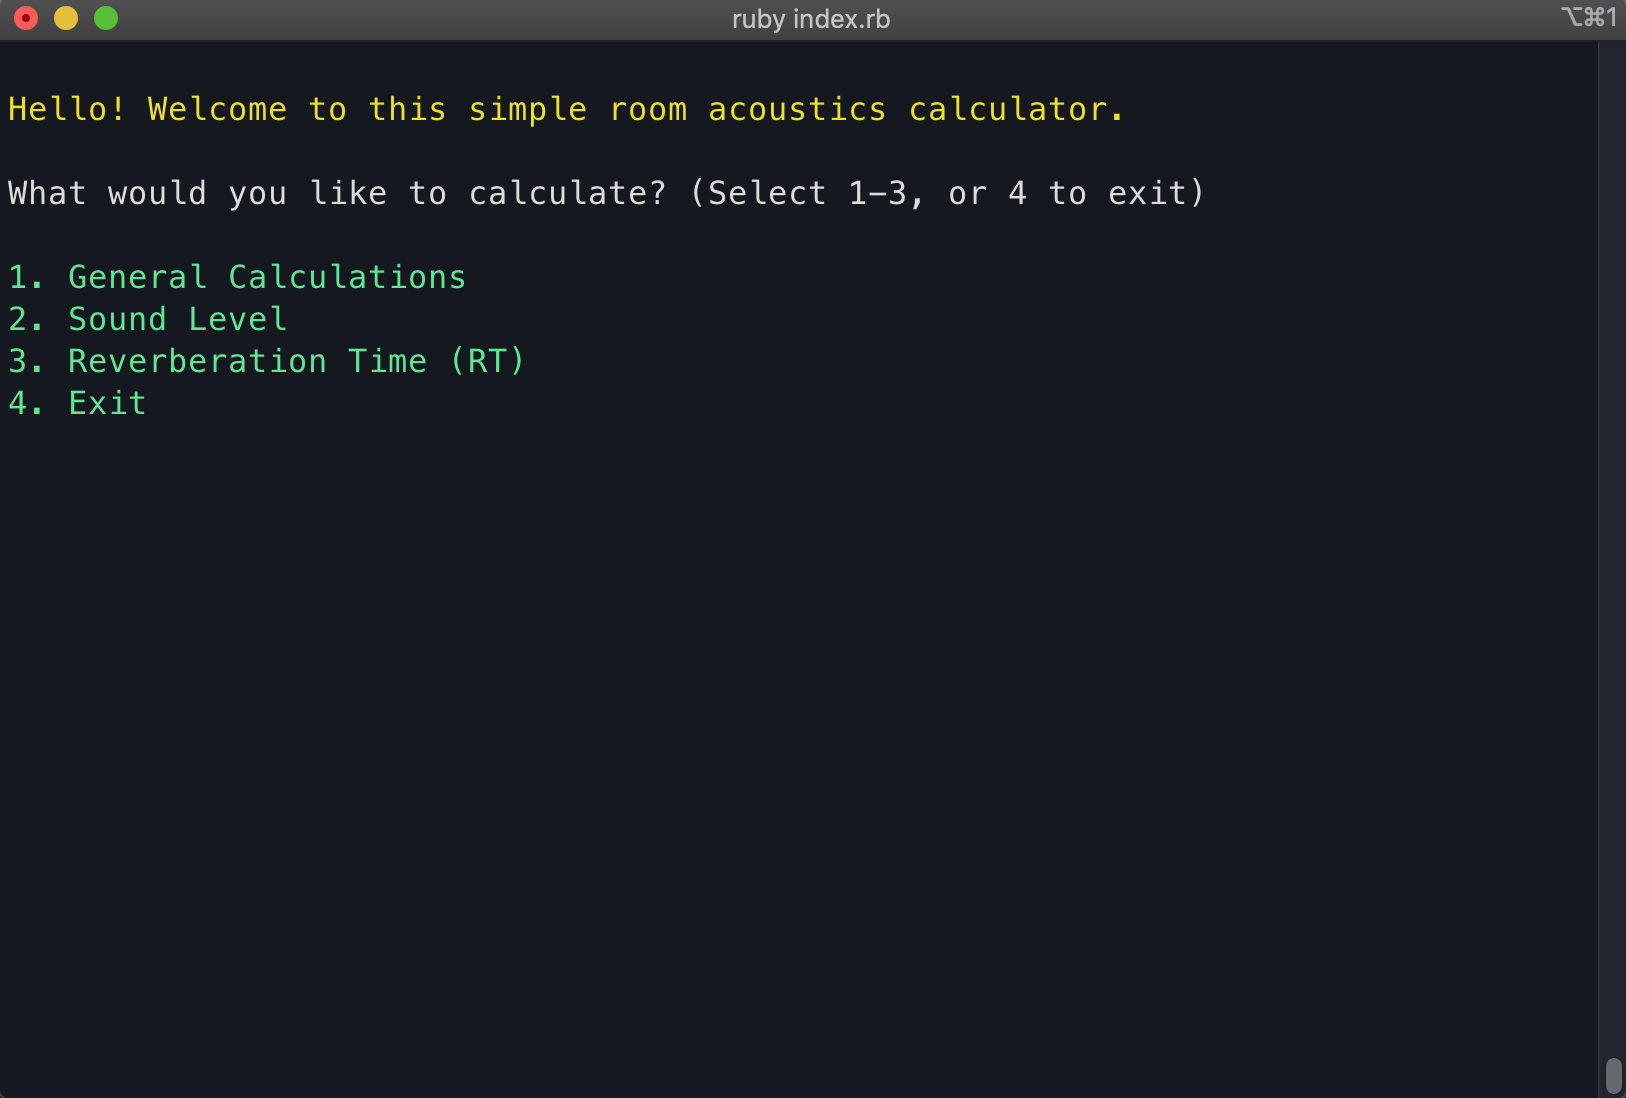 ruby index.rb
⌥⌘1
Hello! Welcome to this simple room acoustics calculator.
What would you like to calculate? (Select 1-3, or 4 to exit)
1. General Calculations
2. Sound Level
3. Reverberation Time (RT)
4. Exit